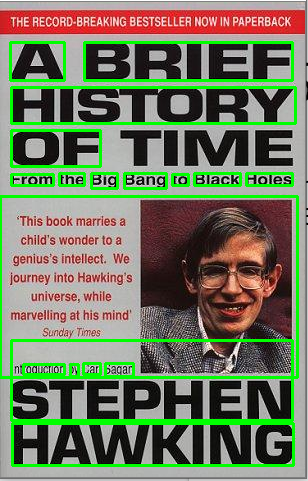 THE RECORD-BREAKING BESTSELLER NOW IN PAPERBACK
A BRIEF
HISTORY
OF TIME
From the Big Bang to Black Holes
'This book marries a
child's wonder to a
genius's intellect. We
journey into Hawking's
universe, while
marvelling at his mind'
Sunday Times
Introduction by Carl Sagan
STEPHEN
HAWKING